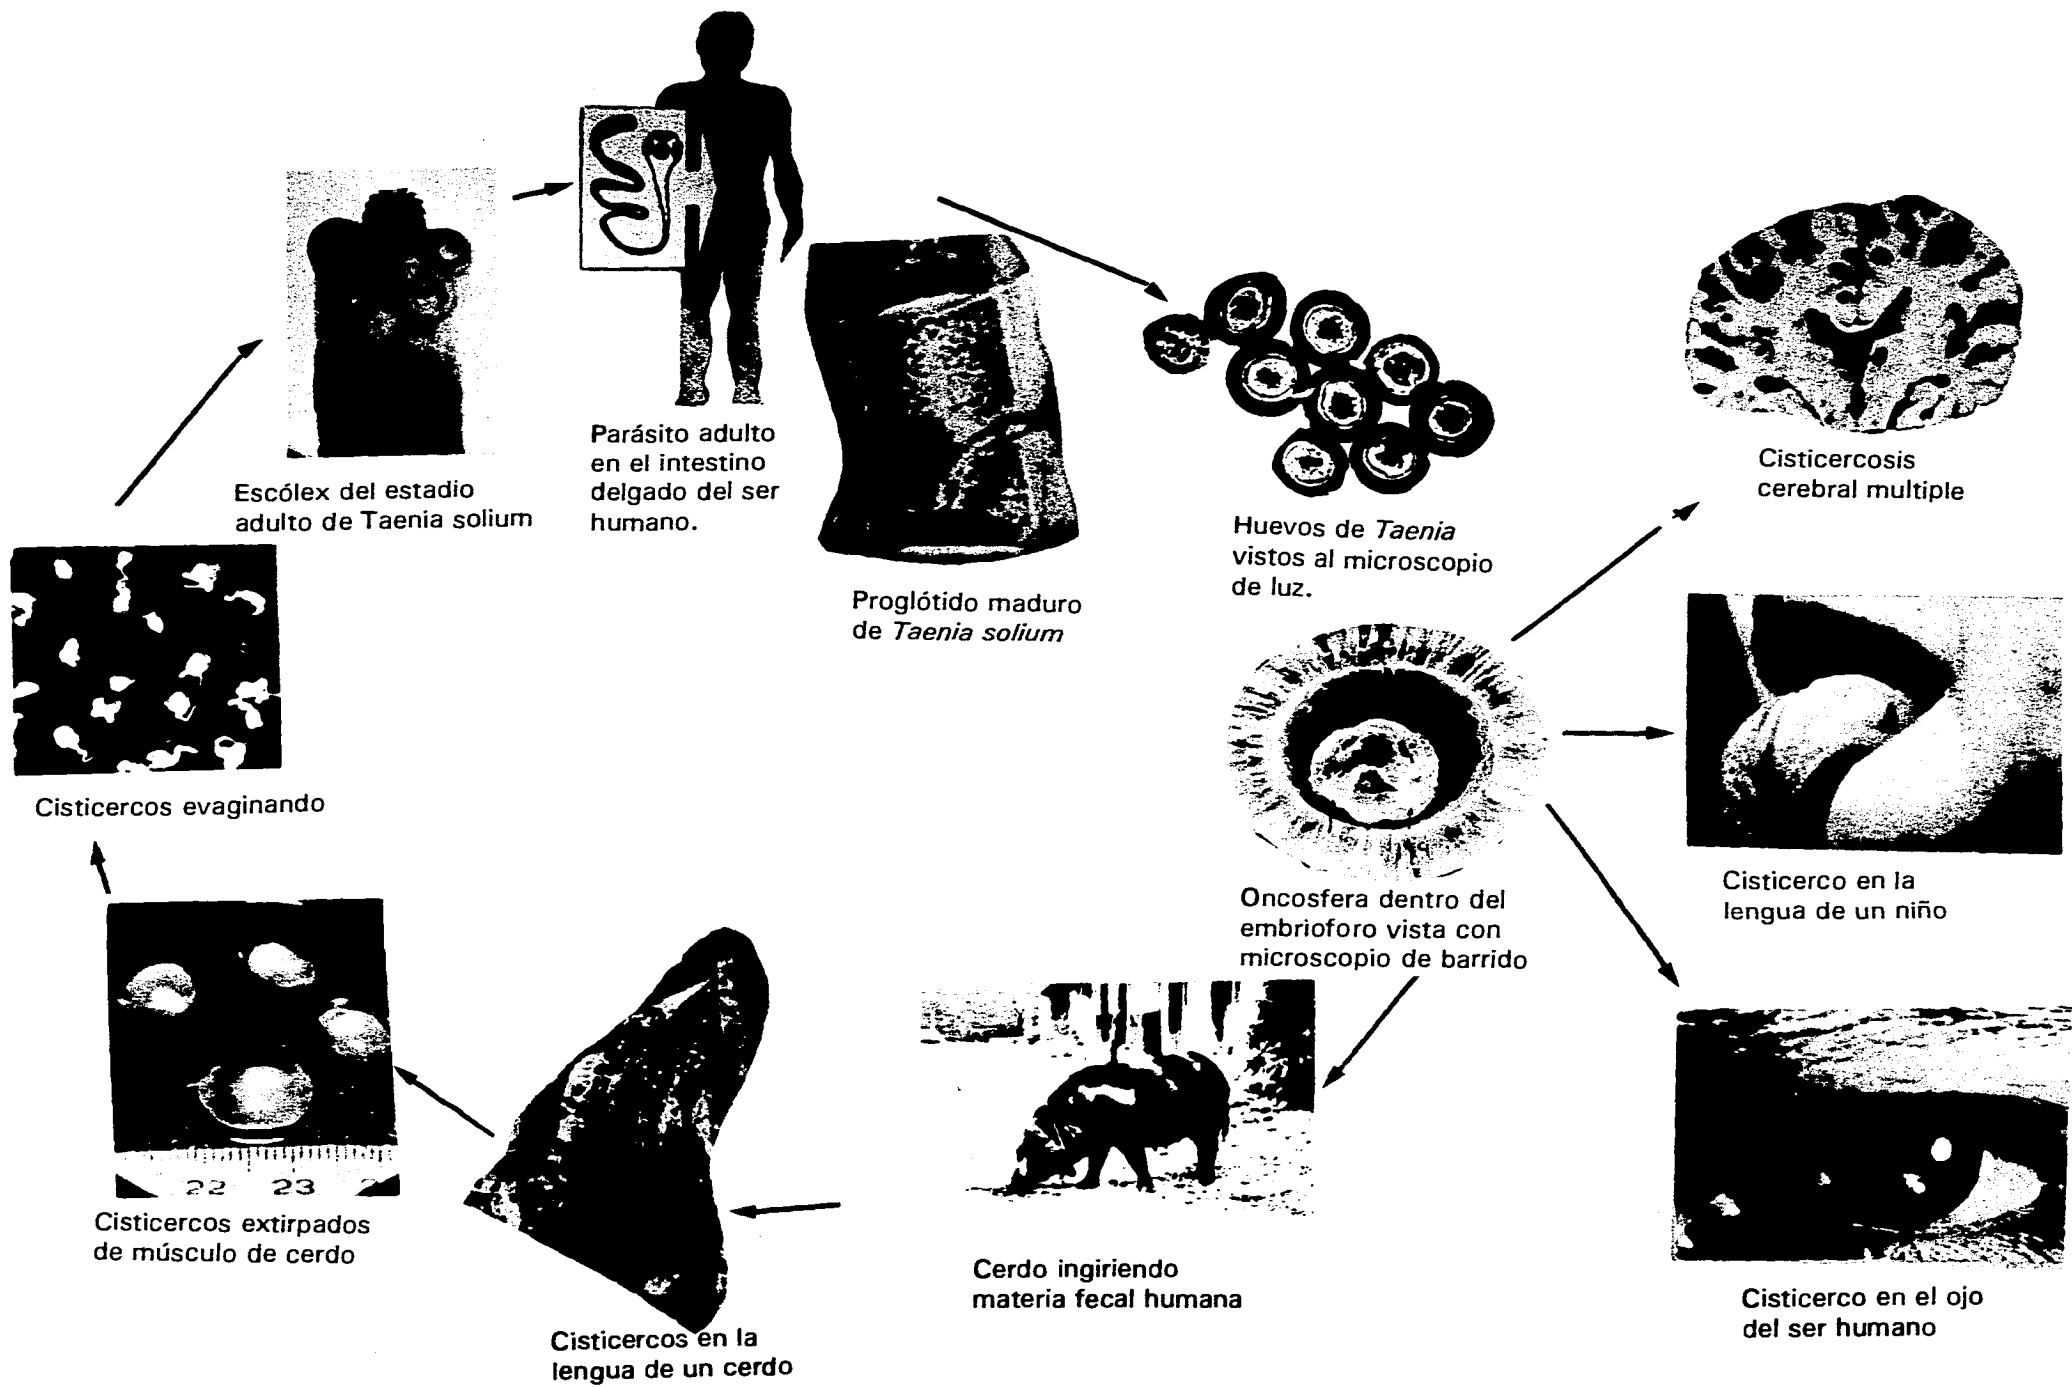 Escólex del estadio
adulto de Taenia solium
Parásito adulto
en el intestino
delgado del ser
humano.
Proglótido maduro
de Taenia solium
Huevos de Taenia
vistos al microscopio
de luz.
Cisticercosis
cerebral multiple
Cisticerco en la
lengua de un niño
Cisticerco en el ojo
del ser humano
Oncosfera dentro del
embrioforo vista con
microscopio de barrido
Cerdo ingiriendo
materia fecal humana
Cisticercos en la
lengua de un cerdo
22 23
Cisticercos extirpados
de músculo de cerdo
Cisticercos evaginando